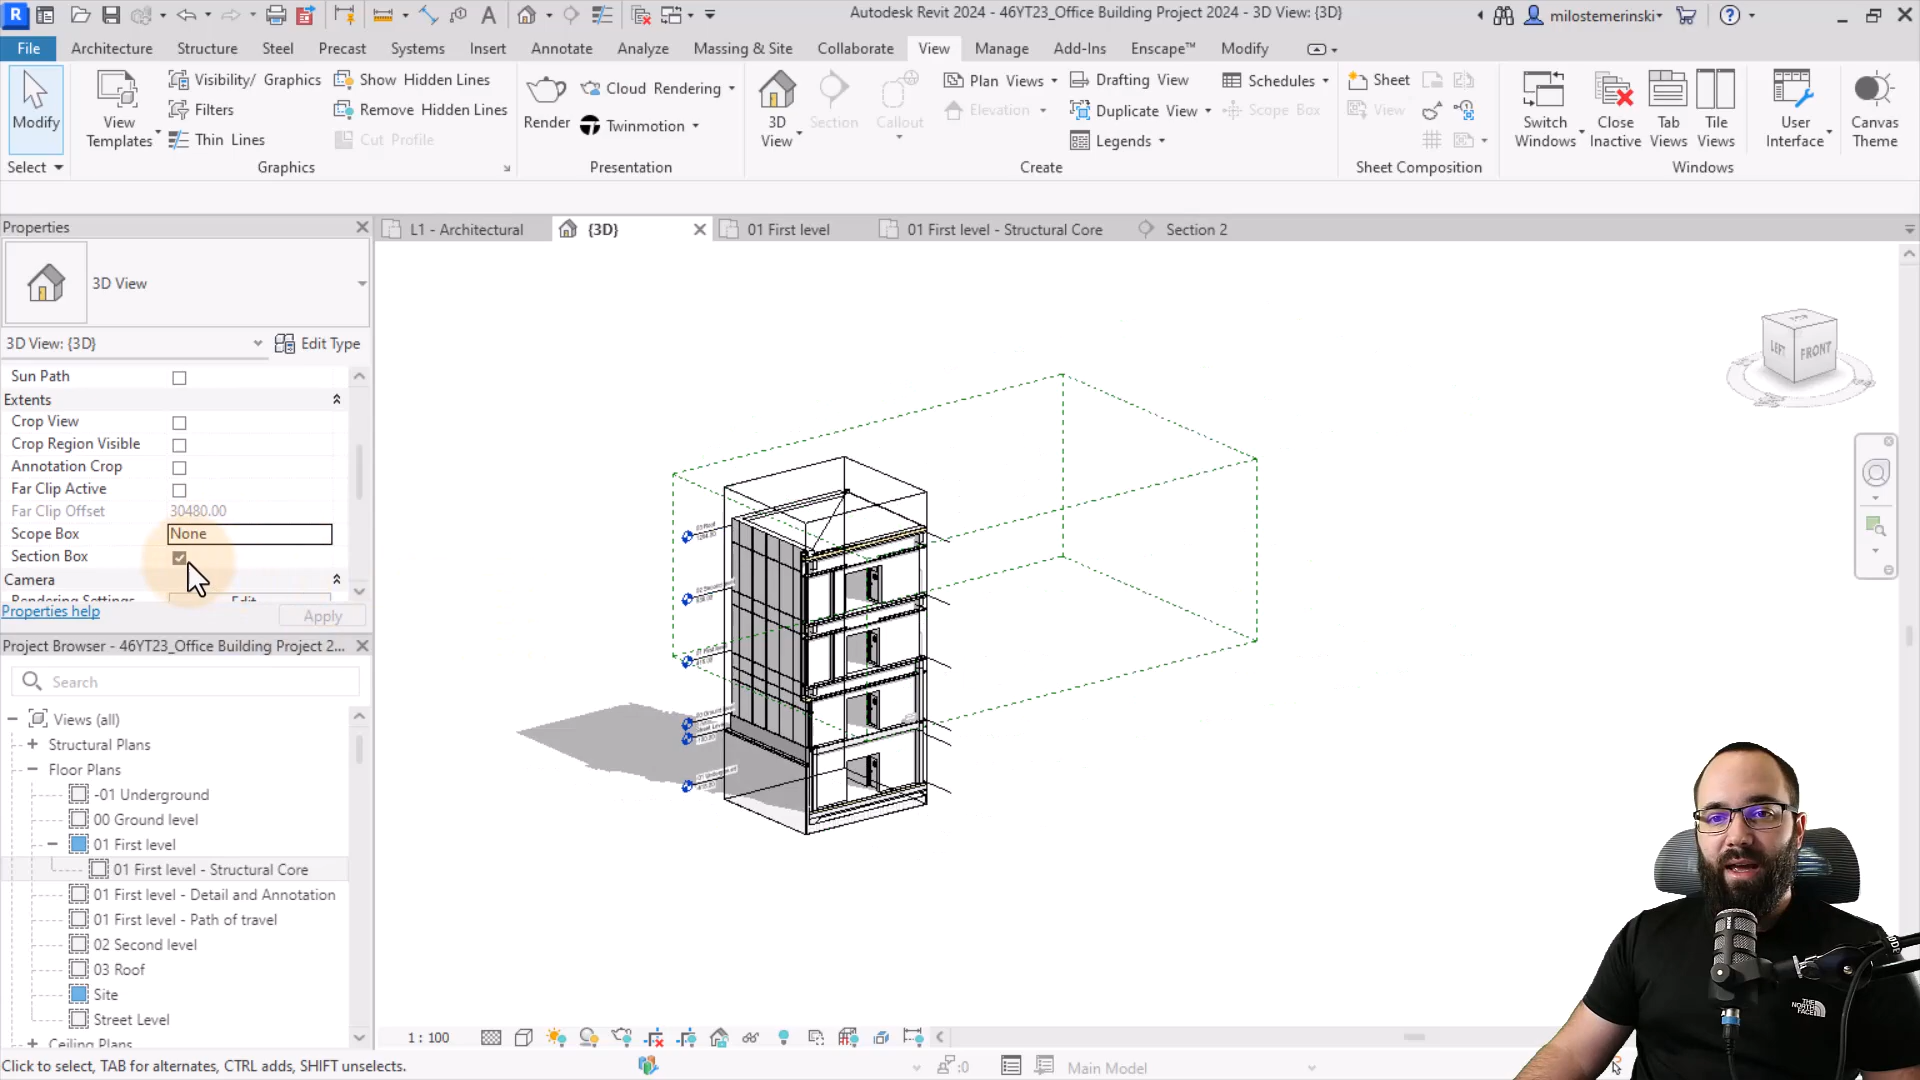 Autodesk Revit 2024 - 46YT23_Office Building Project 2024 - 3D View: {3D}
milostemerinski
File Architecture Structure Steel Precast Systems Insert Annotate Analyze Massing & Site Collaborate View Manage Add-Ins Enscape™ Modify
Modify
Select
View Templates
Visibility/ Graphics
Filters
Thin Lines
Show Hidden Lines
Remove Hidden Lines
Cut Profile
Graphics
Render
Cloud Rendering
Twinmotion
Presentation
3D View
Section
Callout
Plan Views
Elevation
Drafting View
Duplicate View
Legends
Schedules
Scope Box
Create
Sheet
View
Sheet Composition
Switch Windows
Close Inactive
Tab Views
Tile Views
User Interface
Canvas Theme
Windows
Properties
L1 - Architectural
{3D}
01 First level
01 First level - Structural Core
Section 2
3D View
3D View: {3D}
Edit Type
Sun Path
Extents
Crop View
Crop Region Visible
Annotation Crop
Far Clip Active
Far Clip Offset 30480.00
Scope Box None
Section Box
Camera
Rendering Settings Edit...
Properties help
Apply
Project Browser - 46YT23_Office Building Project 2...
Search
Views (all)
Structural Plans
Floor Plans
-01 Underground
00 Ground level
01 First level
01 First level - Structural Core
01 First level - Detail and Annotation
01 First level - Path of travel
02 Second level
03 Roof
Site
Street Level
Ceiling Plans
LEFT
FRONT
THE NORTH FACE
1 : 100
Click to select, TAB for alternates, CTRL adds, SHIFT unselects.
:0
Main Model